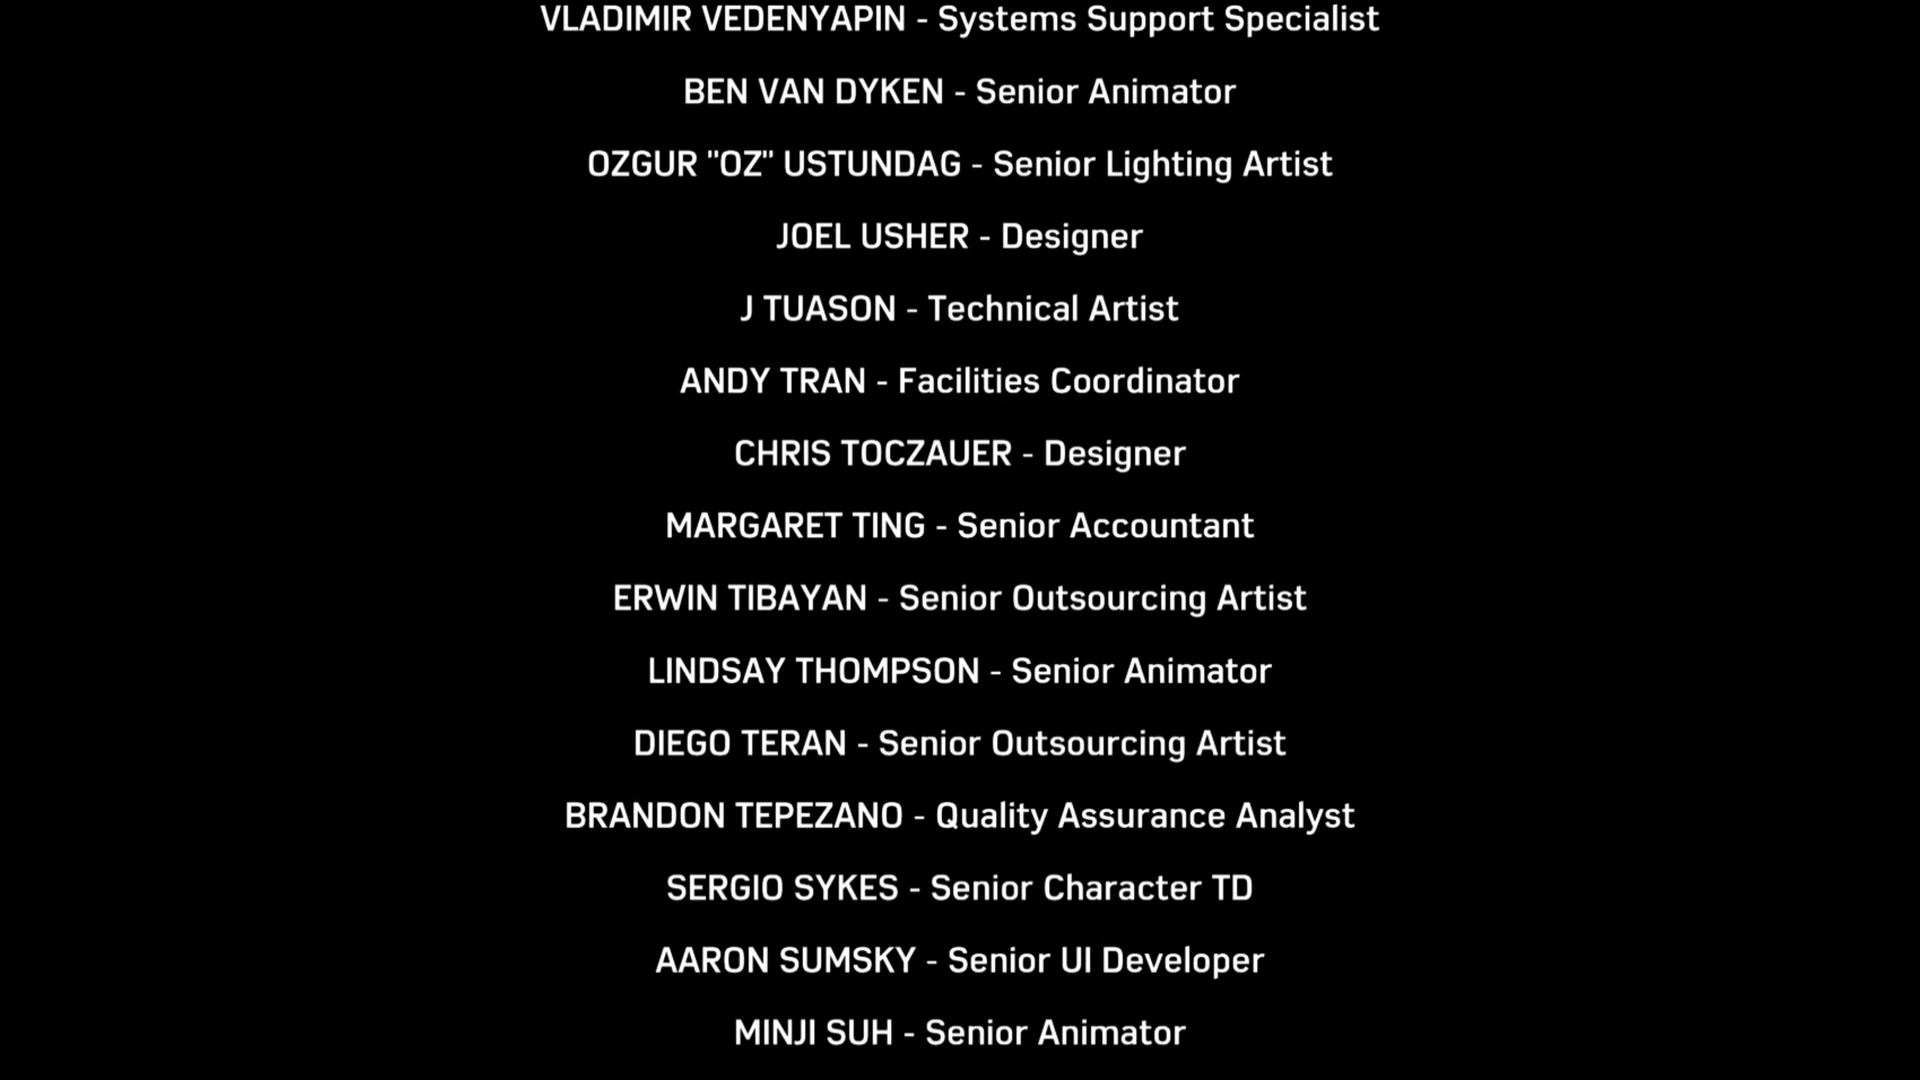 VLADIMIR VEDENYAPIN - Systems Support Specialist
BEN VAN DYKEN - Senior Animator
OZGUR "OZ" USTUNDAG - Senior Lighting Artist
JOEL USHER - Designer
J TUASON - Technical Artist
ANDY TRAN - Facilities Coordinator
CHRIS TOCZAUER - Designer
MARGARET TING - Senior Accountant
ERWIN TIBAYAN - Senior Outsourcing Artist
LINDSAY THOMPSON - Senior Animator
DIEGO TERAN - Senior Outsourcing Artist
BRANDON TEPEZANO - Quality Assurance Analyst
SERGIO SYKES - Senior Character TD
AARON SUMSKY - Senior UI Developer
MINJI SUH - Senior Animator